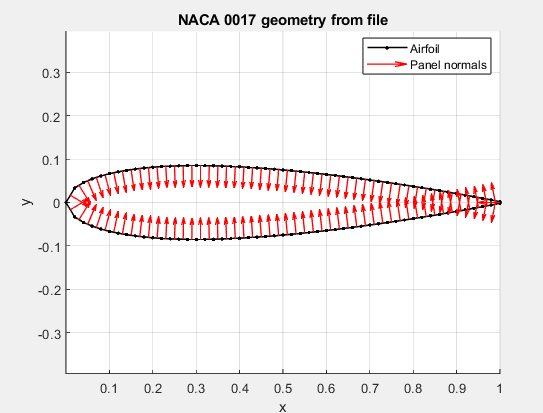 NACA 0017 geometry from file
Airfoil
Panel normals
0.3
0.2
0.1
0
-0.1
-0.2
-0.3
y
0.1 0.2 0.3 0.4 0.5 0.6 0.7 0.8 0.9 1
x